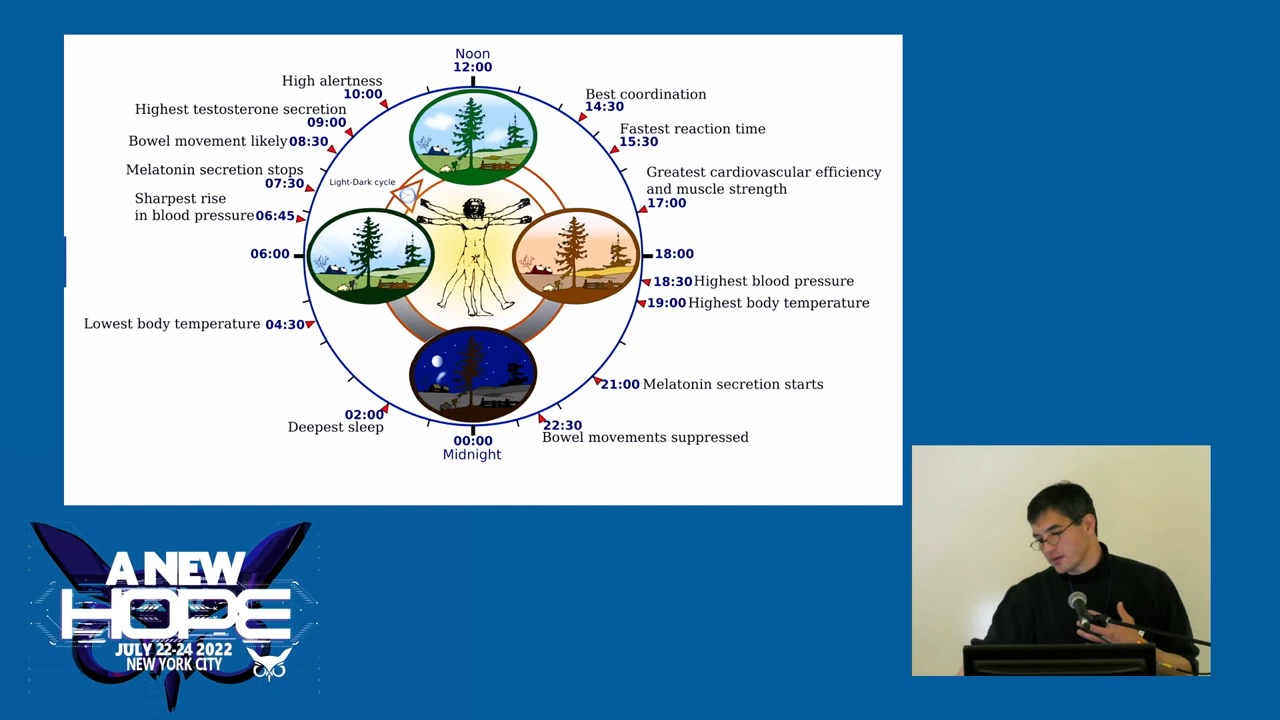 Noon
12:00
High alertness
10:00
Highest testosterone secretion
09:00
Bowel movement likely 08:30
Melatonin secretion stops
07:30
Light-Dark cycle
Sharpest rise
in blood pressure 06:45
06:00
Lowest body temperature 04:30
02:00
Deepest sleep
00:00
Midnight
Best coordination
14:30
Fastest reaction time
15:30
Greatest cardiovascular efficiency
and muscle strength
17:00
18:00
18:30 Highest blood pressure
19:00 Highest body temperature
21:00 Melatonin secretion starts
22:30
Bowel movements suppressed
A NEW
HOPE
JULY 22-24 2022
NEW YORK CITY